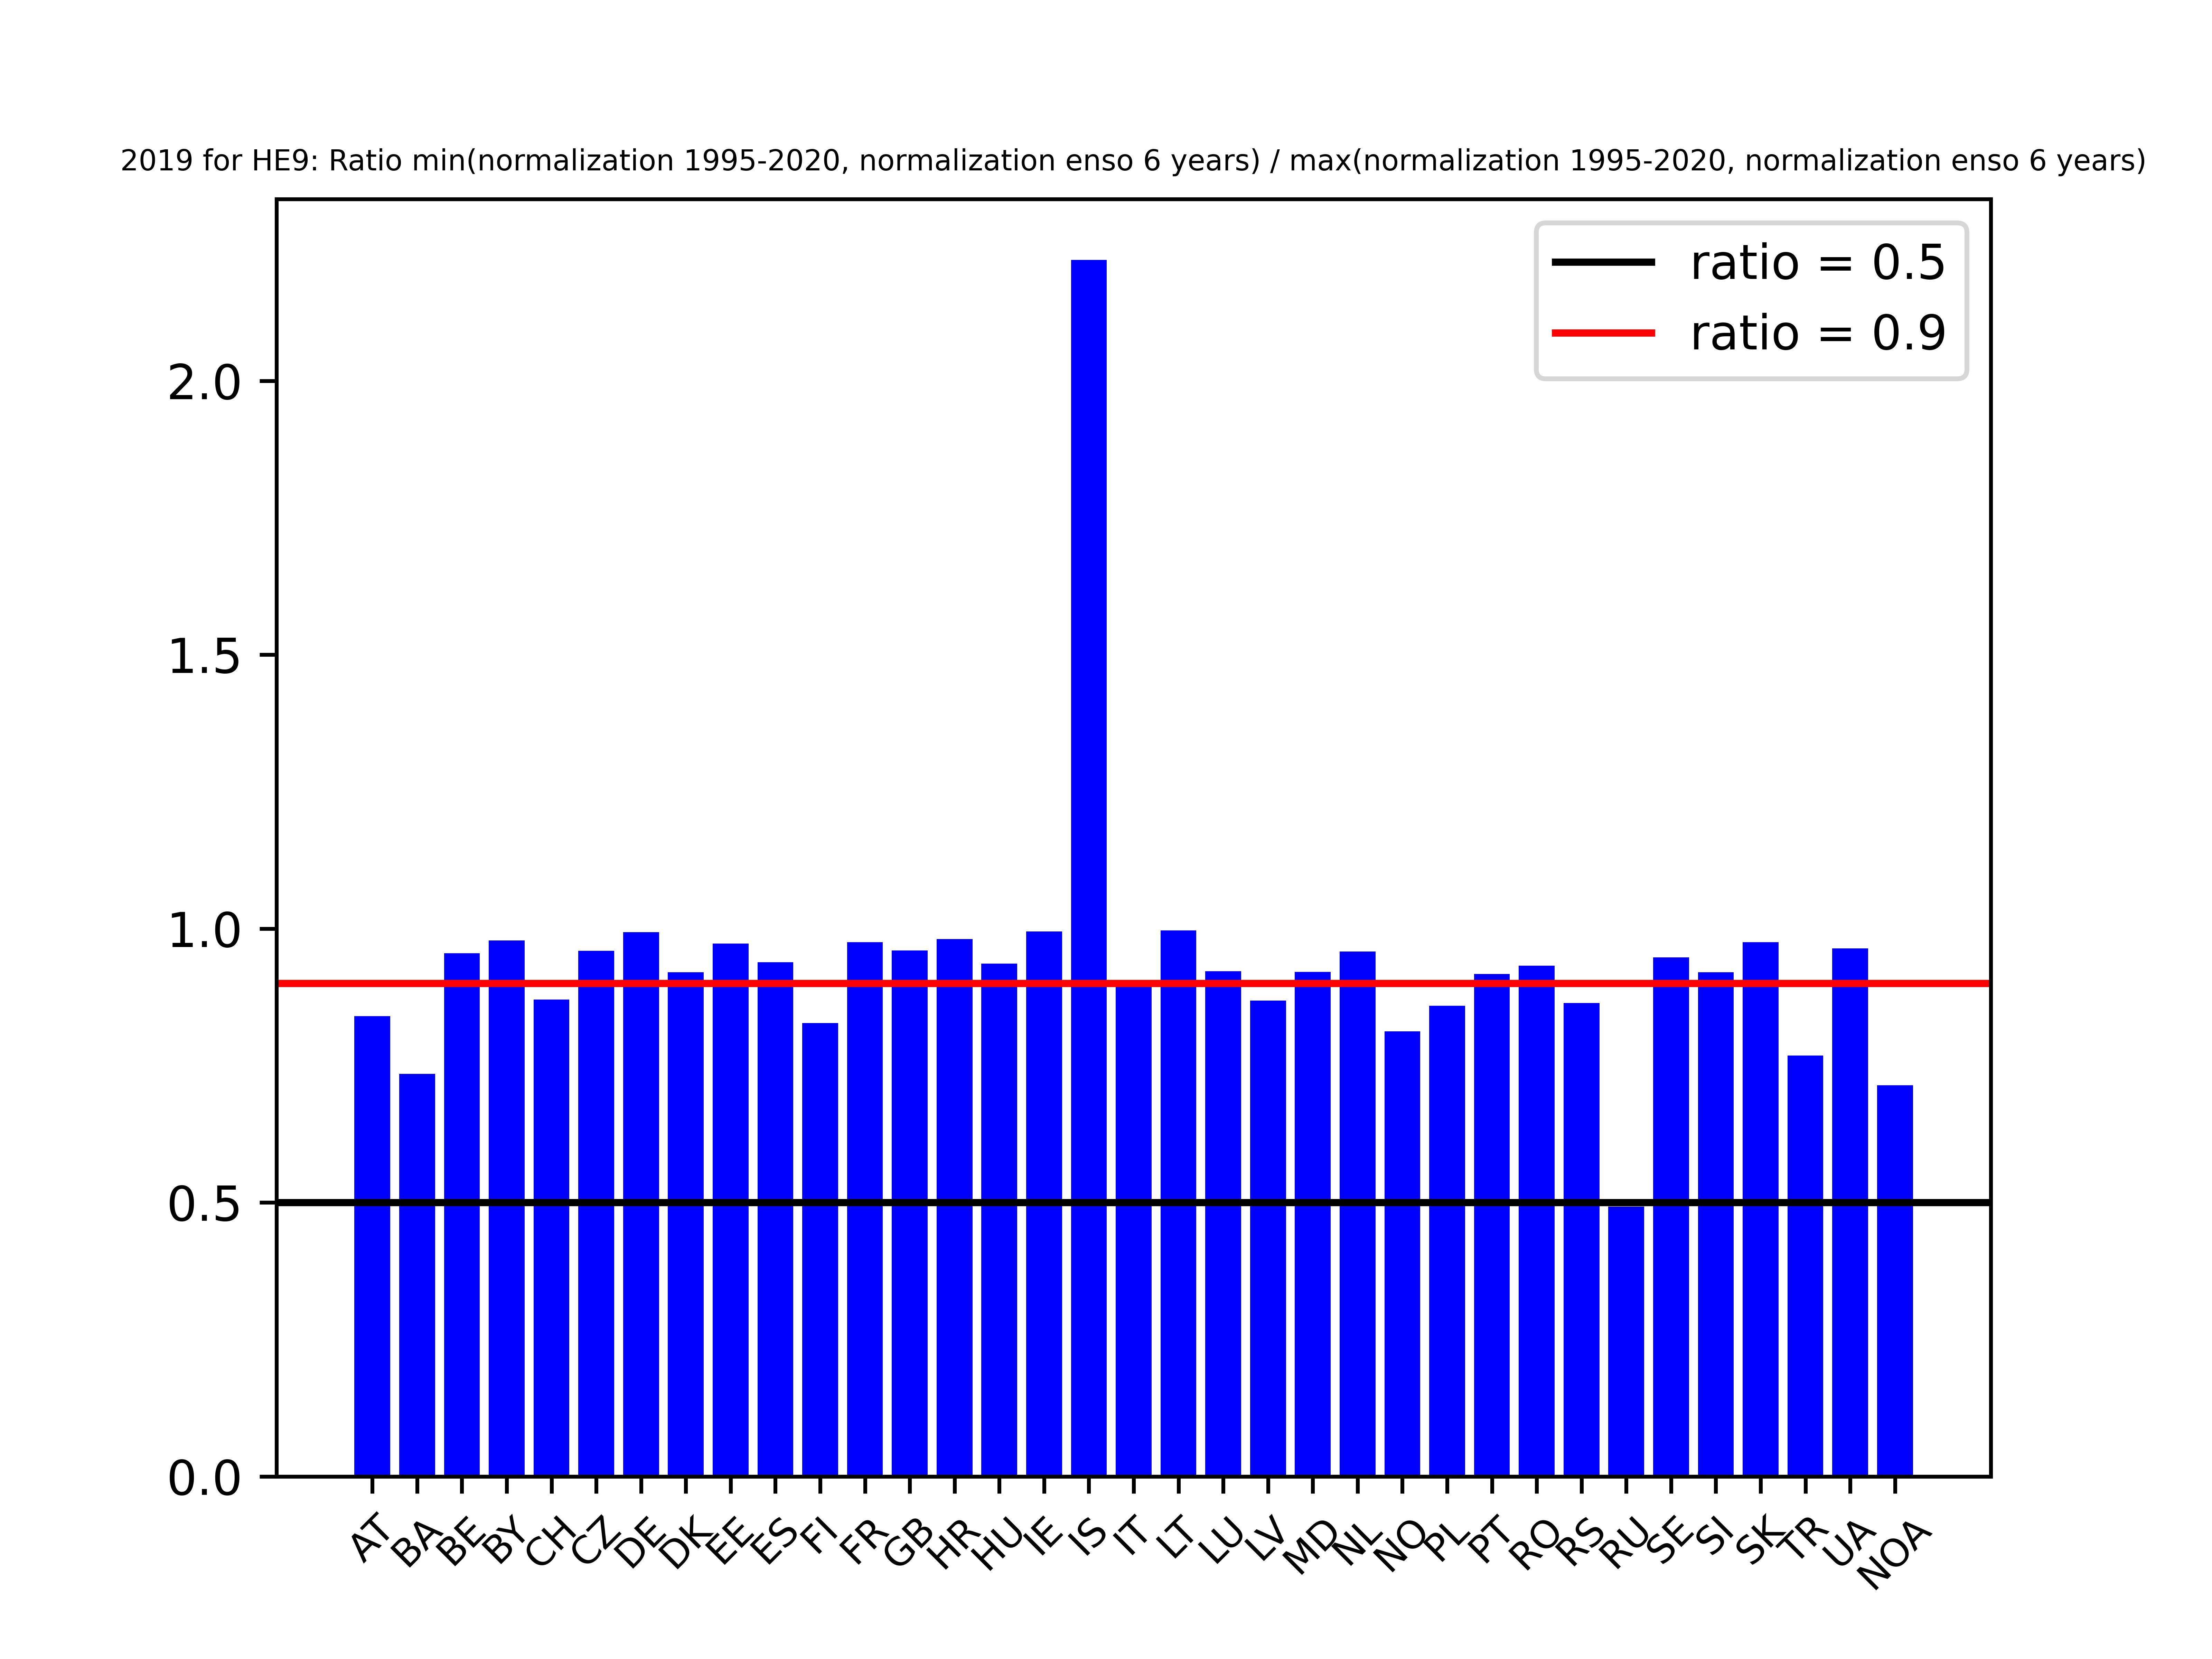 2019 for HE9: Ratio min(normalization 1995-2020, normalization enso 6 years) / max(normalization 1995-2020, normalization enso 6 years)
ratio = 0.5
ratio = 0.9
2.0
1.5
1.0
0.5
0.0
AT BA BE BY CH CZ DE DK EE ES FI FR GB HR HU IE IS IT LT LU LV MD NL NO PL PT RO RS RU SE SI SK TR UA NOA